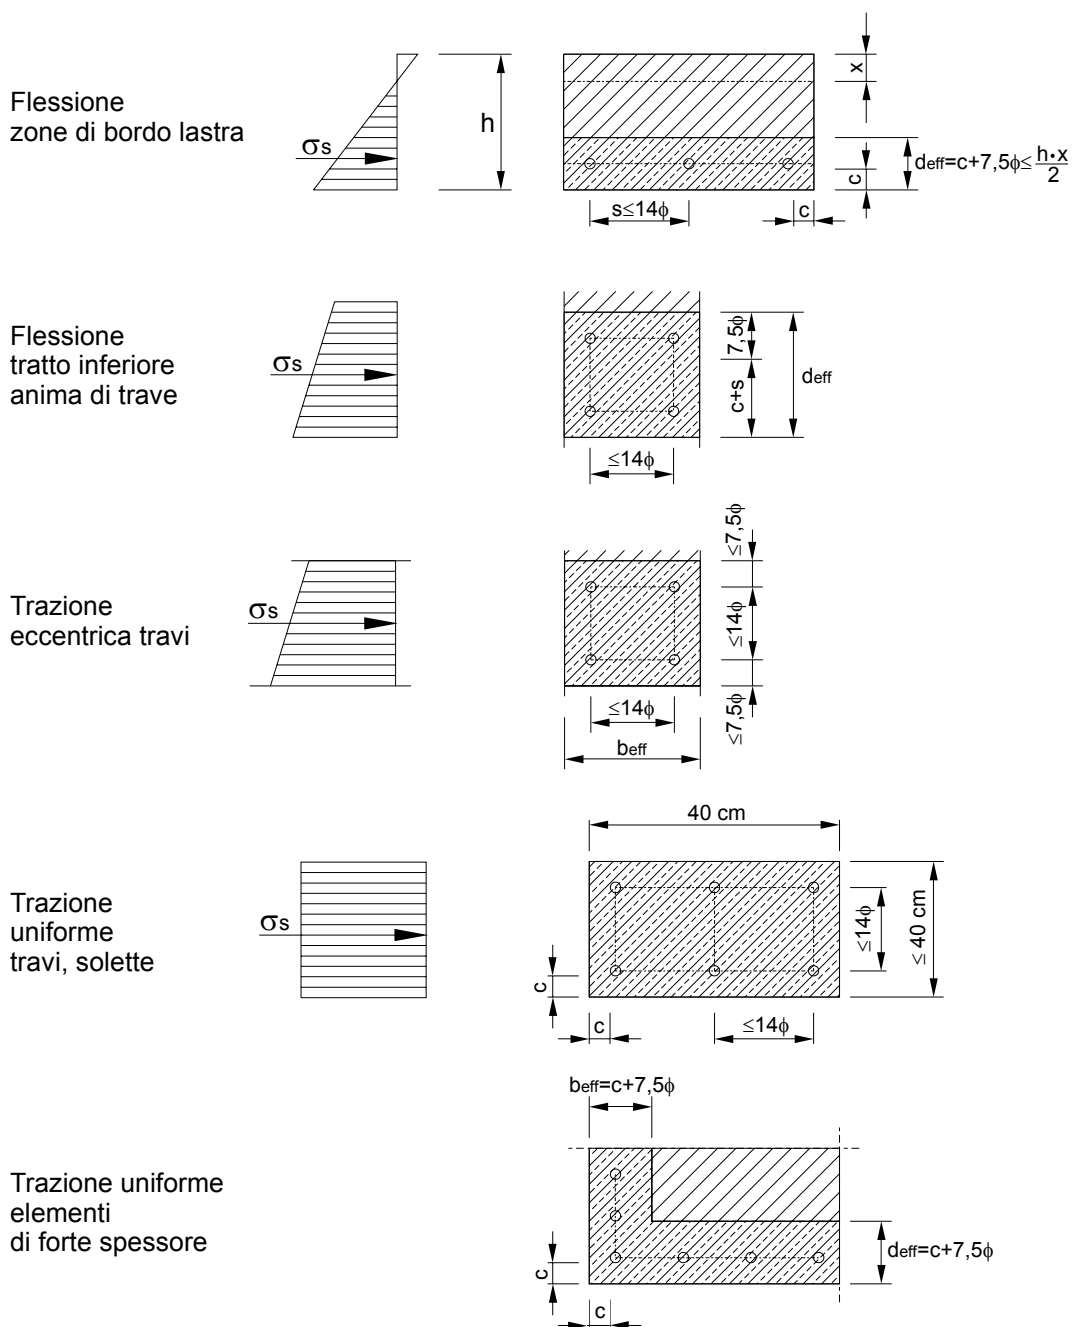 Flessione
zone di bordo lastra
σs
h
x
c
deff=c+7,5ϕ≤ h·x/2
s≤14ϕ
c
Flessione
tratto inferiore
anima di trave
σs
7,5ϕ
c+s
deff
≤14ϕ
Trazione
eccentrica travi
σs
≤7,5ϕ
≤14ϕ
≤7,5ϕ
≤14ϕ
beff
Trazione
uniforme
travi, solette
σs
40 cm
≤14ϕ
≤ 40 cm
c
c
≤14ϕ
Trazione uniforme
elementi
di forte spessore
beff=c+7,5ϕ
deff=c+7,5ϕ
c
c